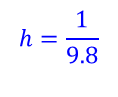 h = 1/9.8